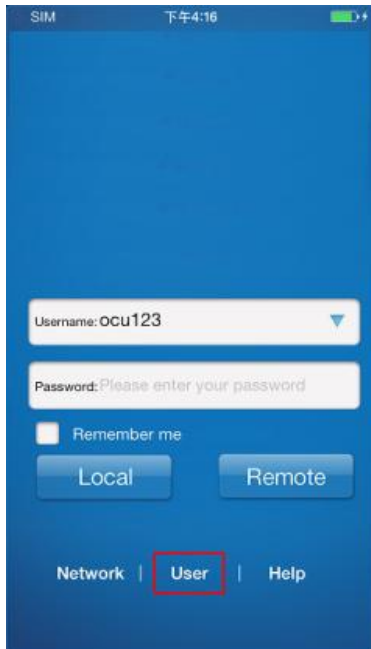 SIM 下午4:16
Username: ocu123
Password: Please enter your password
Remember me
Local Remote
Network | User | Help